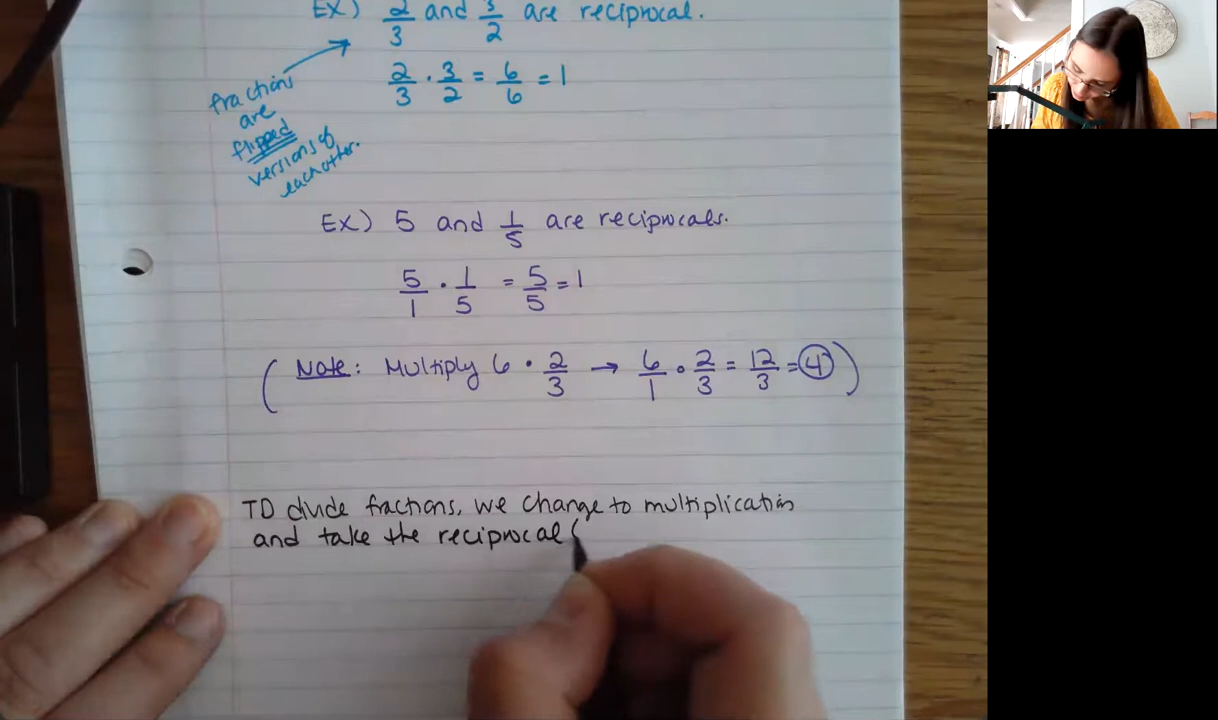 EX) 2/3 and 3/2 are reciprocal.
2/3 · 3/2 = 6/6 = 1
fractions
are
flipped
versions of
each other.
EX) 5 and 1/5 are reciprocals.
5/1 · 1/5 = 5/5 = 1
( Note: Multiply 6 · 2/3 → 6/1 · 2/3 = 12/3 = 4 )
TO divide fractions, we change to multiplication
and take the reciprocal (